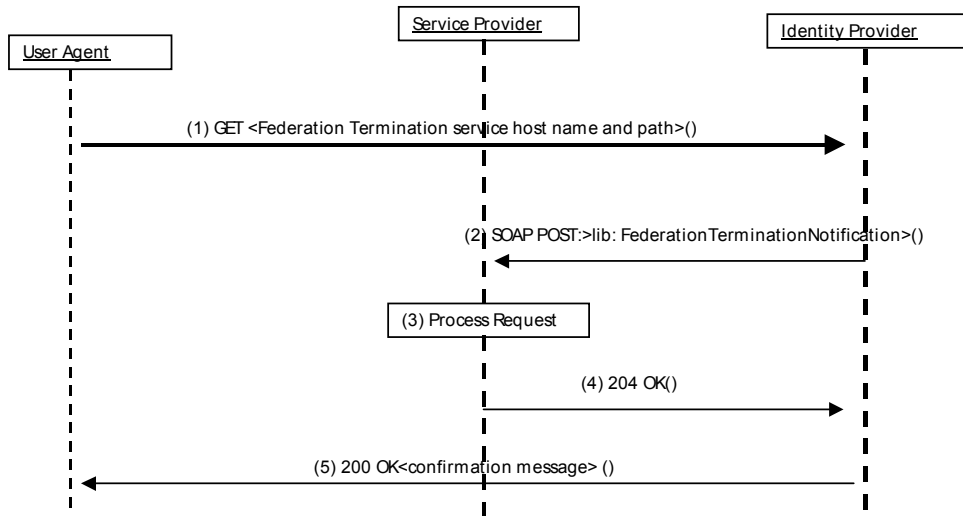 Service Provider
Identity Provider
User Agent
(1) GET <Federation Termination service host name and path>()
(2) SOAP POST:>lib: FederationTerminationNotification>()
(3) Process Request
(4) 204 OK()
(5) 200 OK<confirmation message> ()